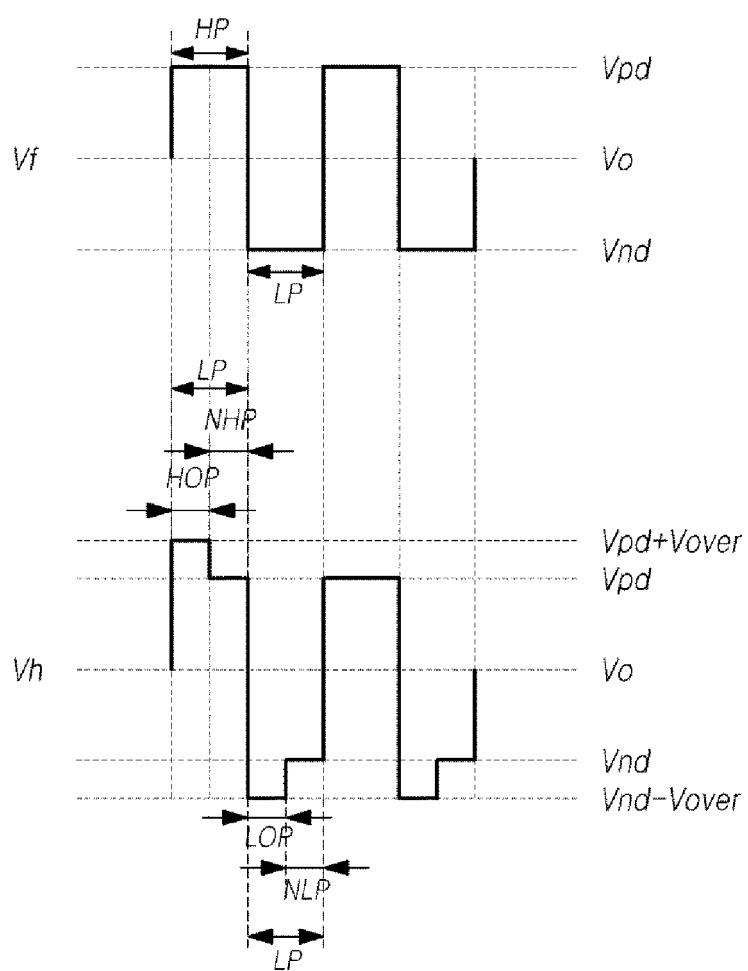 HP
Vpd
Vf
Vo
Vnd
LP
LP
NHP
HOP
Vpd+Vover
Vpd
Vh
Vo
Vnd
Vnd-Vover
LOP
NLP
LP